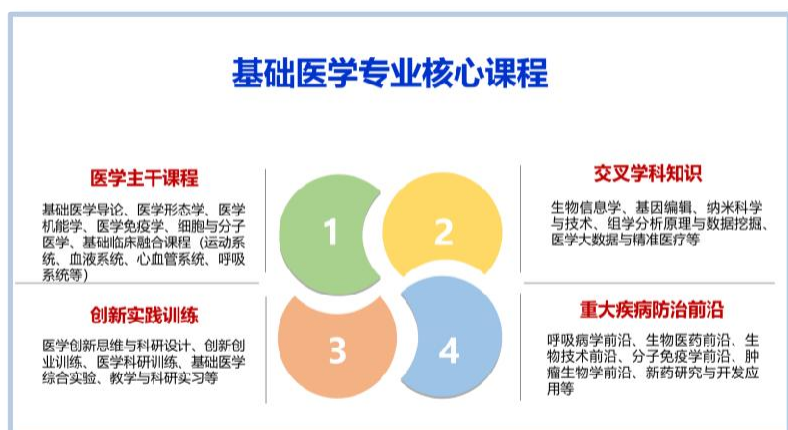 基础医学专业核心课程
医学主干课程
基础医学导论、医学形态学、医学
机能学、医学免疫学、细胞与分子
医学、基础临床融合课程（运动系
统、血液系统、心血管系统、呼吸
系统等）
1
2
交叉学科知识
生物信息学、基因编辑、纳米科学
与技术、组学分析原理与数据挖掘、
医学大数据与精准医疗等
创新实践训练
医学创新思维与科研设计、创新创
业训练、医学科研训练、基础医学
综合实验、教学与科研实习等
3
4
重大疾病防治前沿
呼吸病学前沿、生物医药前沿、生
物技术前沿、分子免疫学前沿、肿
瘤生物学前沿、新药研究与开发应
用等